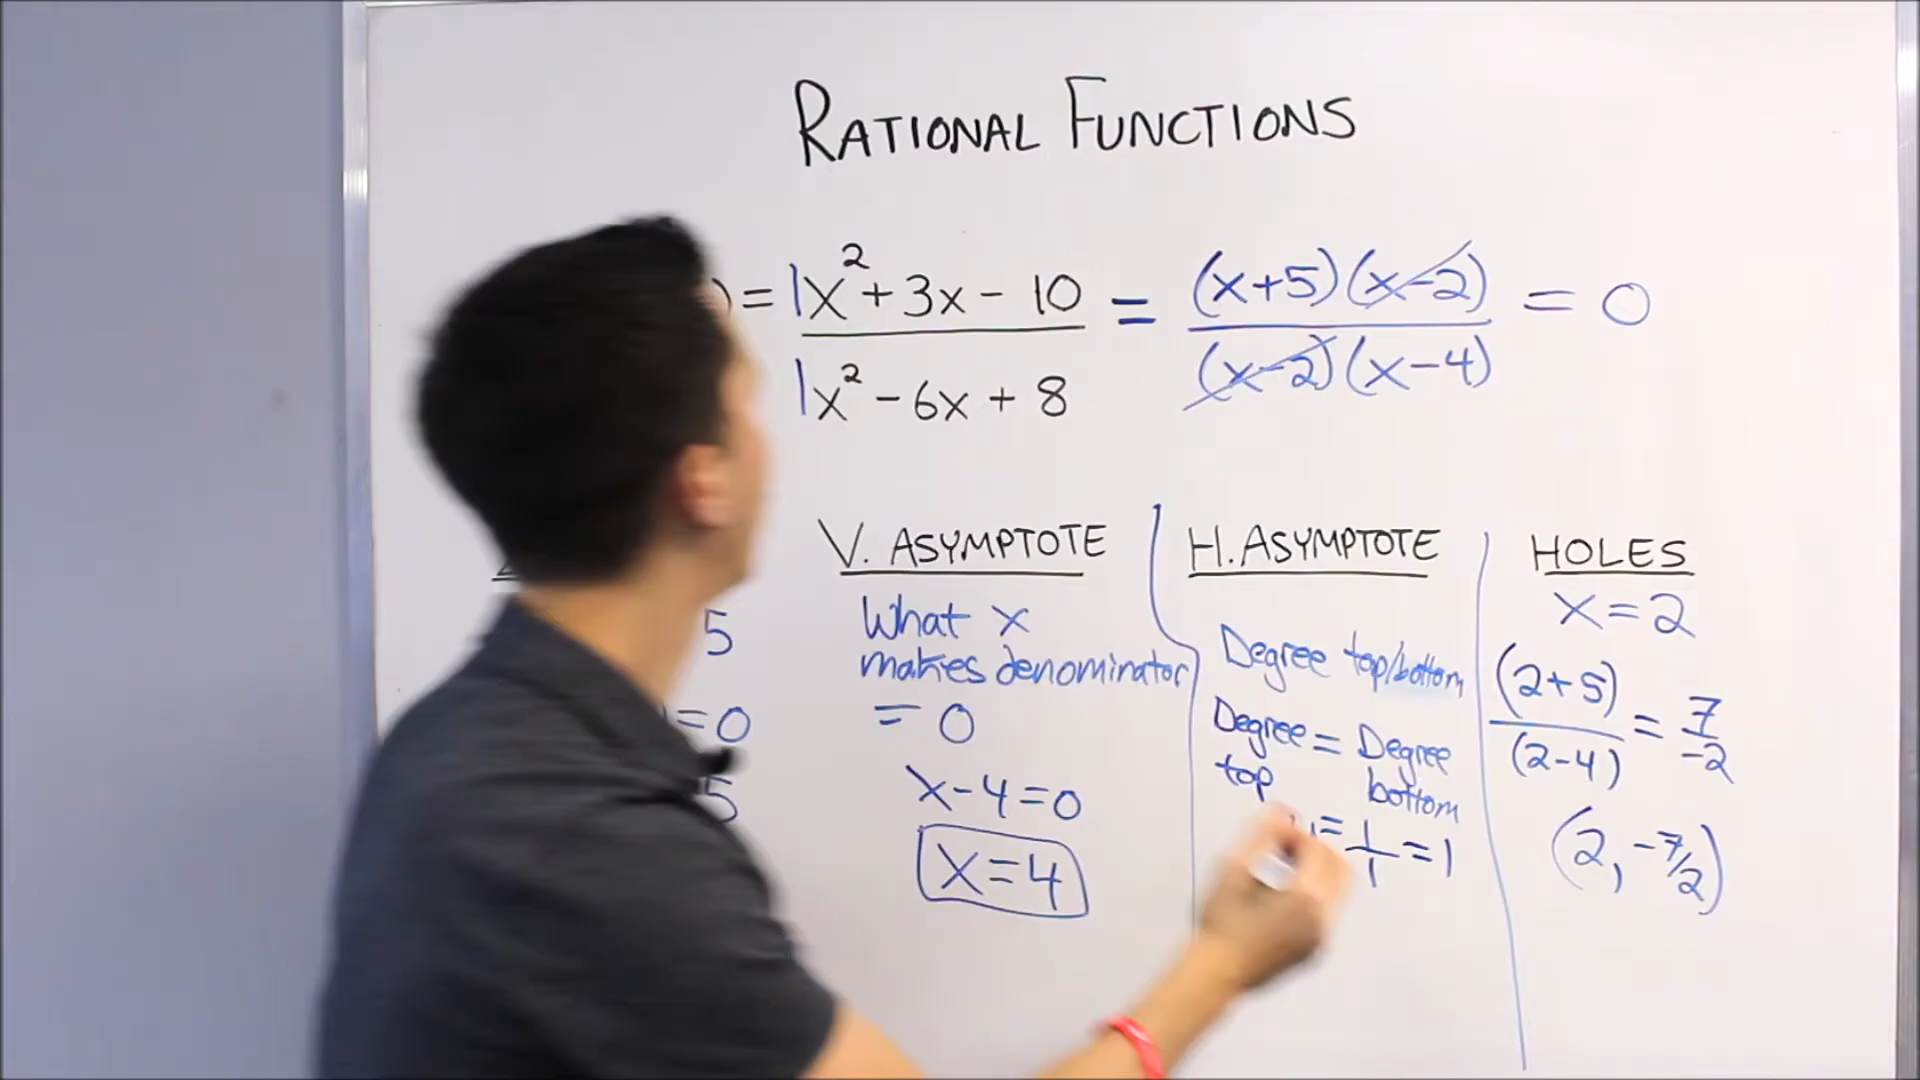 RATIONAL FUNCTIONS
) = 1x² + 3x - 10 = (x+5)(x-2) = 0
1x² - 6x + 8 (x-2)(x-4)
V. ASYMPTOTE
What x
makes denominator
= 0
x-4=0
x=4
H. ASYMPTOTE
Degree top/bottom
Degree = Degree
top bottom
= 1/1 = 1
HOLES
x=2
(2+5)/(2-4) = 7/-2
(2, -7/2)
5
=0
5